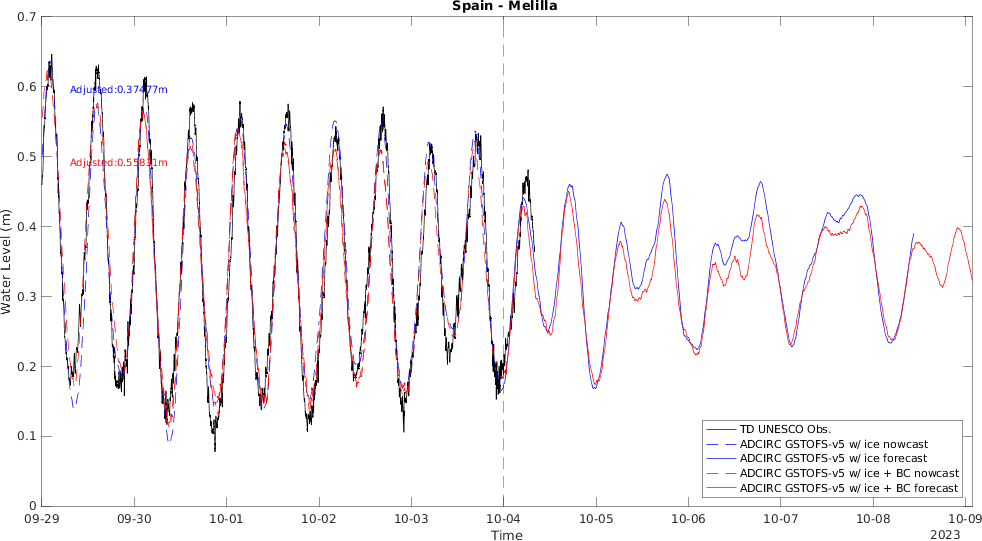 Spain - Melilla
0.7
0.6
0.5
0.4
0.3
0.2
0.1
0
Water Level (m)
Adjusted:0.37477m
Adjusted:0.55811m
TD UNESCO Obs.
ADCIRC GSTOFS-v5 w/ ice nowcast
ADCIRC GSTOFS-v5 w/ ice forecast
ADCIRC GSTOFS-v5 w/ ice + BC nowcast
ADCIRC GSTOFS-v5 w/ ice + BC forecast
09-29 09-30 10-01 10-02 10-03 10-04 10-05 10-06 10-07 10-08 10-09
Time
2023